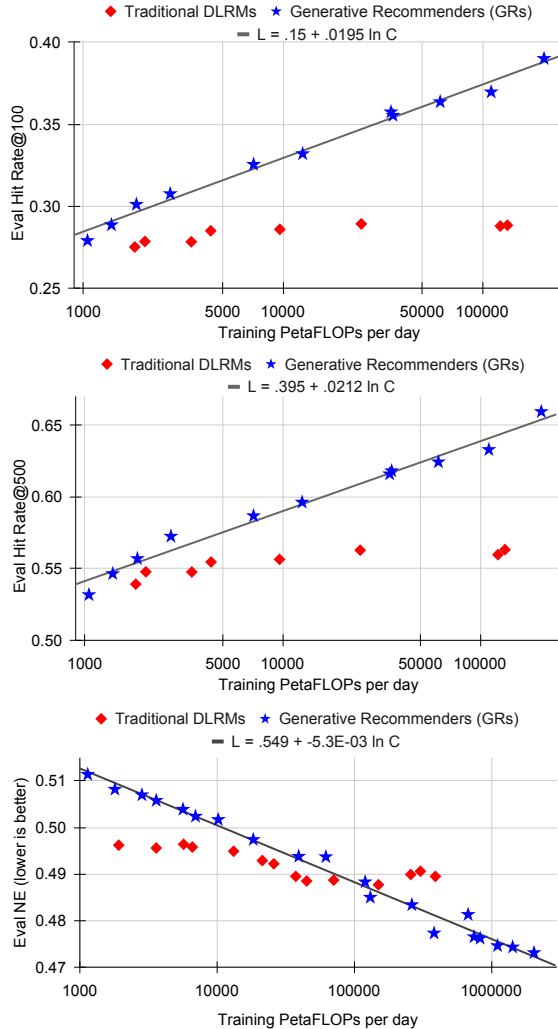 Traditional DLRMs Generative Recommenders (GRs)
L = .15 + .0195 ln C
Eval Hit Rate@100
0.40
0.35
0.30
0.25
1000 5000 10000 50000 100000
Training PetaFLOPs per day
Traditional DLRMs Generative Recommenders (GRs)
L = .395 + .0212 ln C
Eval Hit Rate@500
0.65
0.60
0.55
0.50
1000 5000 10000 50000 100000
Training PetaFLOPs per day
Traditional DLRMs Generative Recommenders (GRs)
L = .549 + -5.3E-03 ln C
Eval NE (lower is better)
0.51
0.50
0.49
0.48
0.47
1000 10000 100000 1000000
Training PetaFLOPs per day